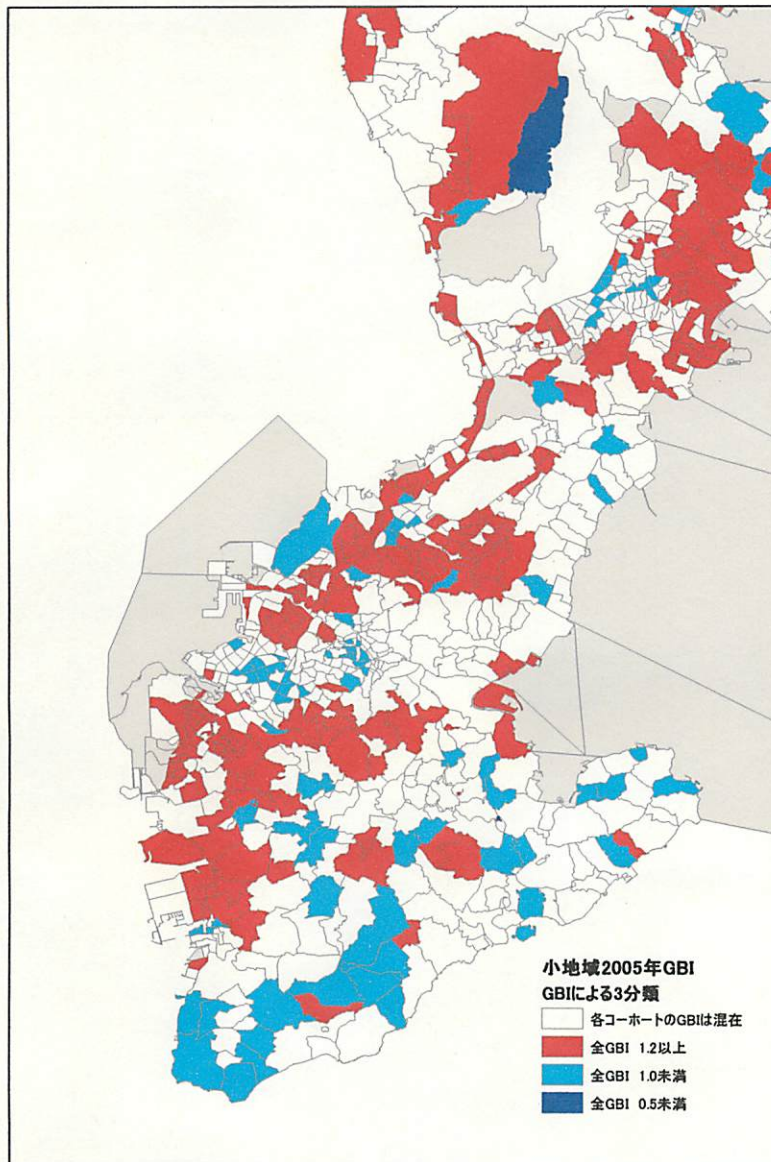 小地域2005年GBI
GBIによる3分類
各コーホートのGBIは混在
全GBI 1.2以上
全GBI 1.0未満
全GBI 0.5未満